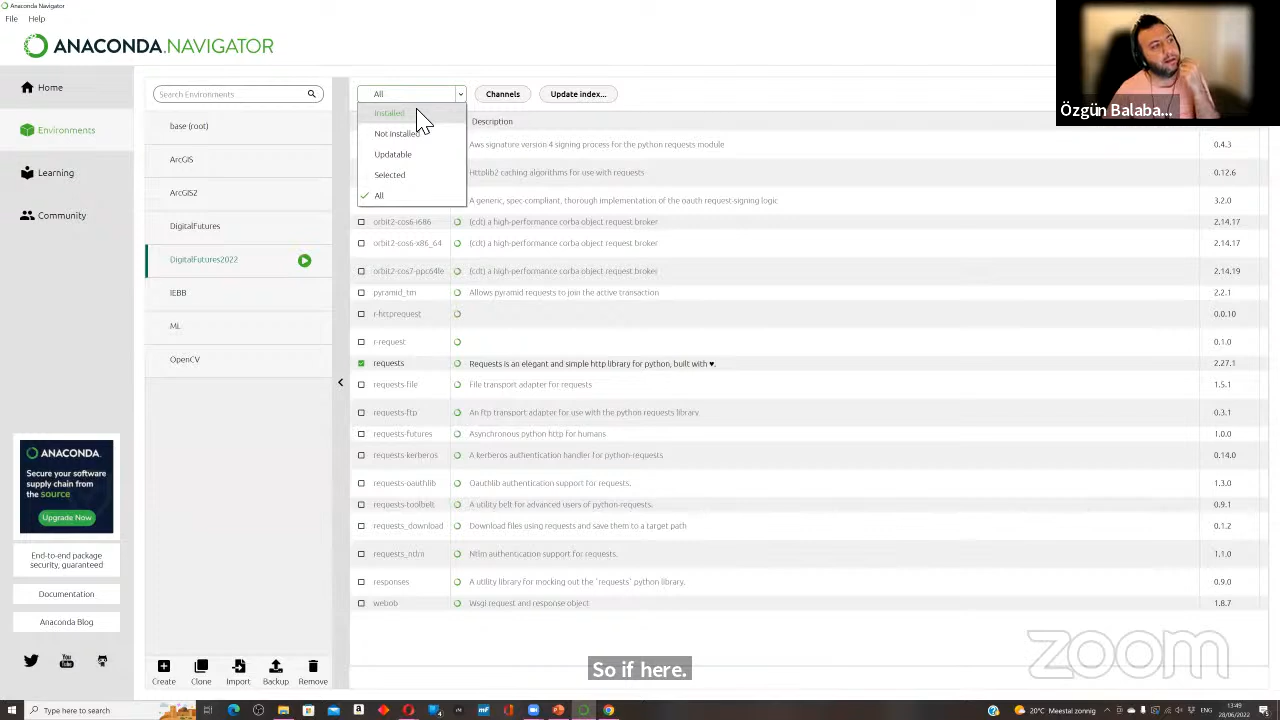 Anaconda Navigator
File Help
ANACONDA.NAVIGATOR
Home
Environments
Learning
Community
ANACONDA.
Secure your software
supply chain from
the source
Upgrade Now
End-to-end package
security, guaranteed
Documentation
Anaconda Blog
Search Environments
base (root)
ArcGIS
ArcGIS2
DigitalFutures
DigitalFutures2022
IEBB
ML
OpenCV
Create Clone Import Backup Remove
All Channels Update index...
Installed
Not installed
Updatable
Selected
All
Description
Aws signature version 4 signing process for the python requests module 0.4.3
Httplib2 caching algorithms for use with requests 0.12.6
A generic, spec-compliant, thorough implementation of the oauth request-signing logic 3.2.0
orbit2-cos6-i686 (cdt) a high-performance corba object request broker 2.14.17
orbit2-cos6-x86_64 (cdt) a high-performance corba object request broker 2.14.17
orbit2-cos7-ppc64le (cdt) a high-performance corba object request broker 2.14.19
pyramid_tm Allows pyramid requests to join the active transaction 2.2.1
r-httprequest 0.0.10
r-request 0.1.0
requests Requests is an elegant and simple http library for python, built with ♥. 2.27.1
requests-file File transport adapter for requests 1.5.1
requests-ftp An ftp transport adapter for use with the python requests library. 0.3.1
requests-futures Asynchronous python http for humans 1.0.0
requests-kerberos A kerberos authentication handler for python-requests 0.14.0
requests-oauthlib Oauthlib authentication support for requests. 1.3.0
requests-toolbelt A utility belt for advanced users of python-requests. 0.9.1
requests_download Download files using requests and save them to a target path 0.1.2
requests_ntlm Ntlm authentication support for requests. 1.1.0
responses A utility library for mocking out the `requests` python library. 0.9.0
webob Wsgi request and response object 1.8.7
Özgün Balaba...
zoom
So if here.
Type here to search
20°C Meestal zonnig
13:49
28/06/2022